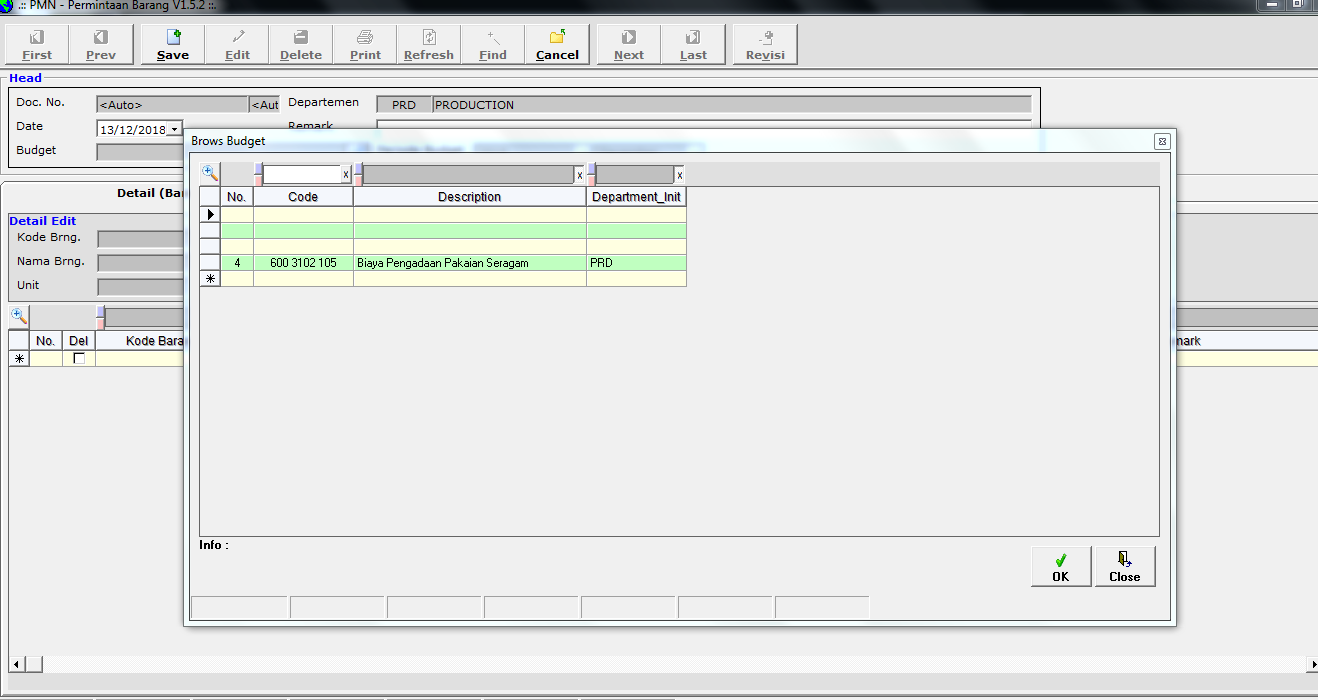 .:: PMN - Permintaan Barang V1.5.2 ::.
First Prev Save Edit Delete Print Refresh Find Cancel Next Last Revisi
Head
Doc. No. <Auto> <Aut Departemen PRD PRODUCTION
Date 13/12/2018 Remark
Budget
Brows Budget
x x x
No. Code Description Department_Init
4 600 3102 105 Biaya Pengadaan Pakaian Seragam PRD
Info :
OK Close
Detail (Bar
Detail Edit
Kode Brng.
Nama Brng.
Unit
No. Del Kode Bara mark